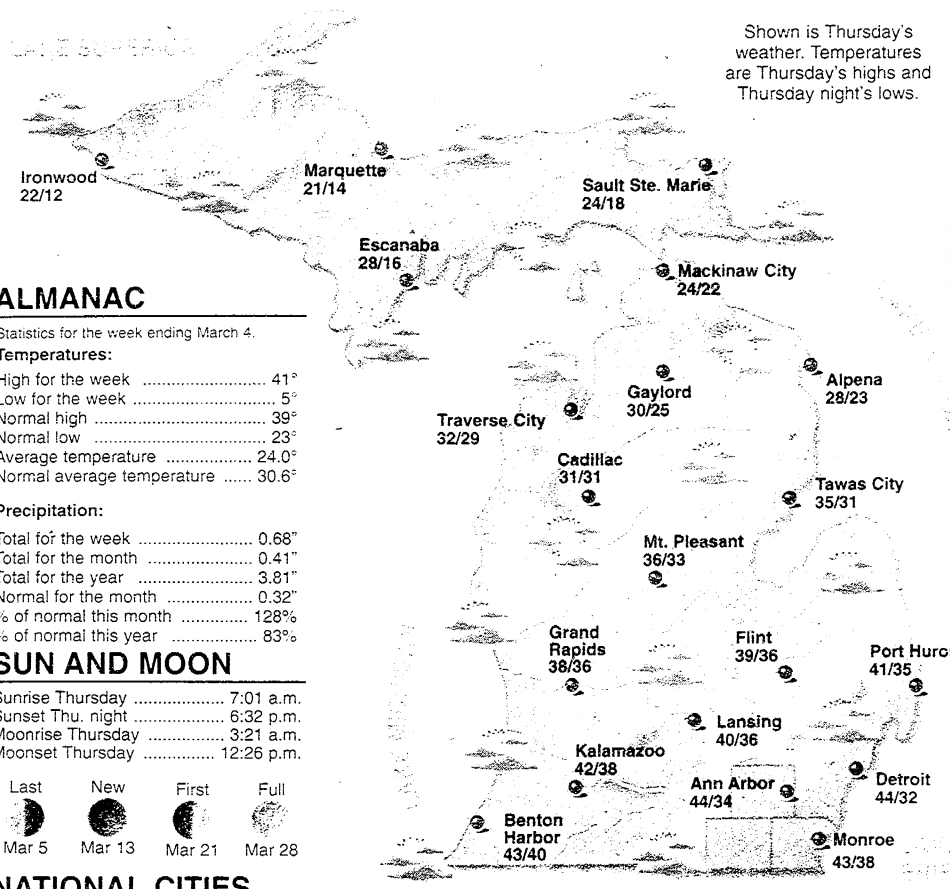 Shown is Thursday's
weather. Temperatures
are Thursday's highs and
Thursday night's lows.
Ironwood
22/12
Marquette
21/14
Sault Ste. Marie
24/18
Escanaba
28/16
Mackinaw City
24/22
Gaylord
30/25
Alpena
28/23
Traverse City
32/29
Cadillac
31/31
Tawas City
35/31
Mt. Pleasant
36/33
Grand
Rapids
38/36
Flint
39/36
Port Hurc
41/35
Lansing
40/36
Kalamazoo
42/38
Ann Arbor
44/34
Detroit
44/32
Benton
Harbor
43/40
Monroe
43/38
ALMANAC
Statistics for the week ending March 4.
Temperatures:
High for the week ........................... 41°
Low for the week ............................... 5°
Normal high ..................................... 39°
Normal low ...................................... 23°
Average temperature ................... 24.0°
Normal average temperature ...... 30.6°
Precipitation:
Total for the week ......................... 0.68"
Total for the month ....................... 0.41"
Total for the year ......................... 3.81"
Normal for the month ................... 0.32"
% of normal this month ............... 128%
% of normal this year .................. 83%
SUN AND MOON
Sunrise Thursday ................... 7:01 a.m.
Sunset Thu. night ................... 6:32 p.m.
Moonrise Thursday ................ 3:21 a.m.
Moonset Thursday ............... 12:26 p.m.
Last New First Full
Mar 5 Mar 13 Mar 21 Mar 28
NATIONAL CITIES